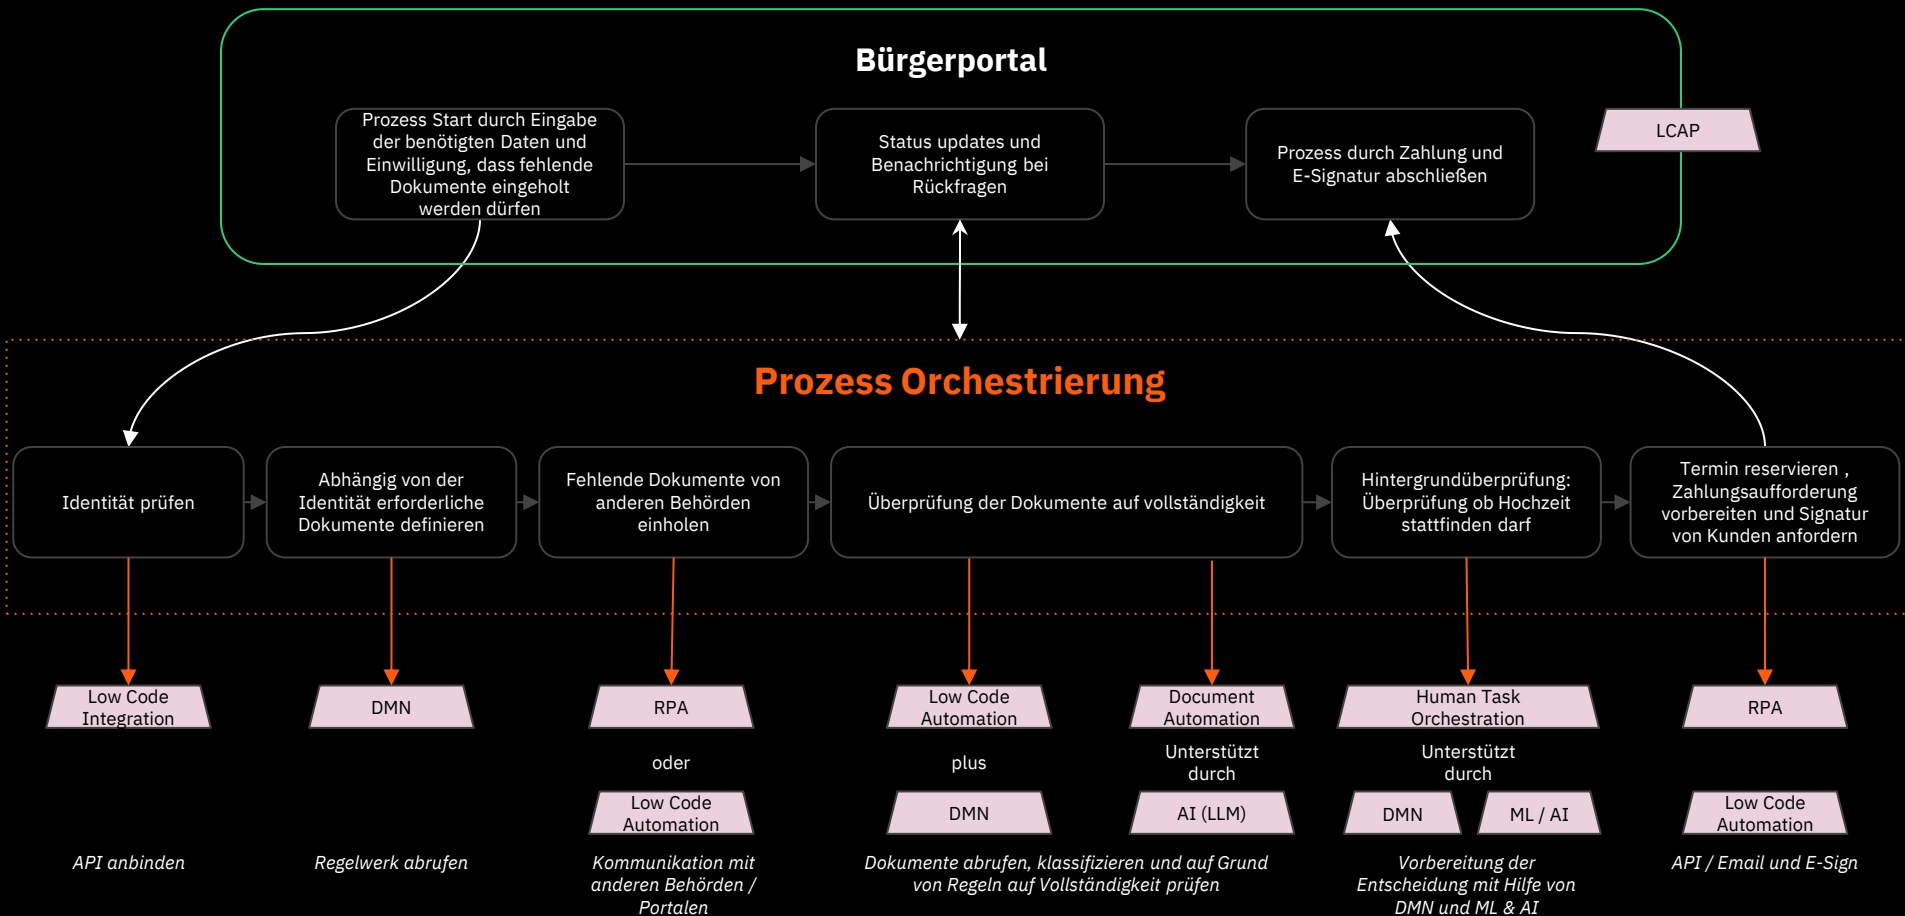 Bürgerportal
Prozess Start durch Eingabe
der benötigten Daten und
Einwilligung, dass fehlende
Dokumente eingeholt
werden dürfen
Status updates und
Benachrichtigung bei
Rückfragen
Prozess durch Zahlung und
E-Signatur abschließen
LCAP
Prozess Orchestrierung
Identität prüfen
Abhängig von der
Identität erforderliche
Dokumente definieren
Fehlende Dokumente von
anderen Behörden
einholen
Überprüfung der Dokumente auf vollständigkeit
Hintergrundüberprüfung:
Überprüfung ob Hochzeit
stattfinden darf
Termin reservieren ,
Zahlungsaufforderung
vorbereiten und Signatur
von Kunden anfordern
Low Code
Integration
DMN
RPA
Low Code
Automation
Document
Automation
Human Task
Orchestration
RPA
oder
plus
Unterstützt
durch
Unterstützt
durch
Low Code
Automation
DMN
AI (LLM)
DMN
ML / AI
Low Code
Automation
API anbinden
Regelwerk abrufen
Kommunikation mit
anderen Behörden /
Portalen
Dokumente abrufen, klassifizieren und auf Grund
von Regeln auf Vollständigkeit prüfen
Vorbereitung der
Entscheidung mit Hilfe von
DMN und ML & AI
API / Email und E-Sign